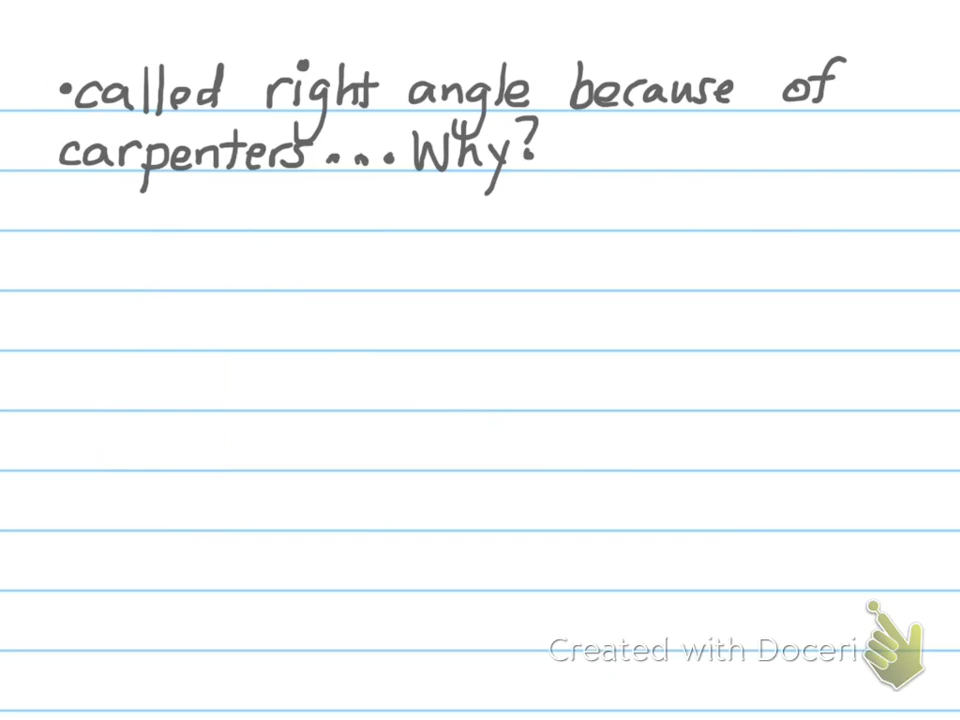 •called right angle because of
carpenters...Why?
Created with Doceri